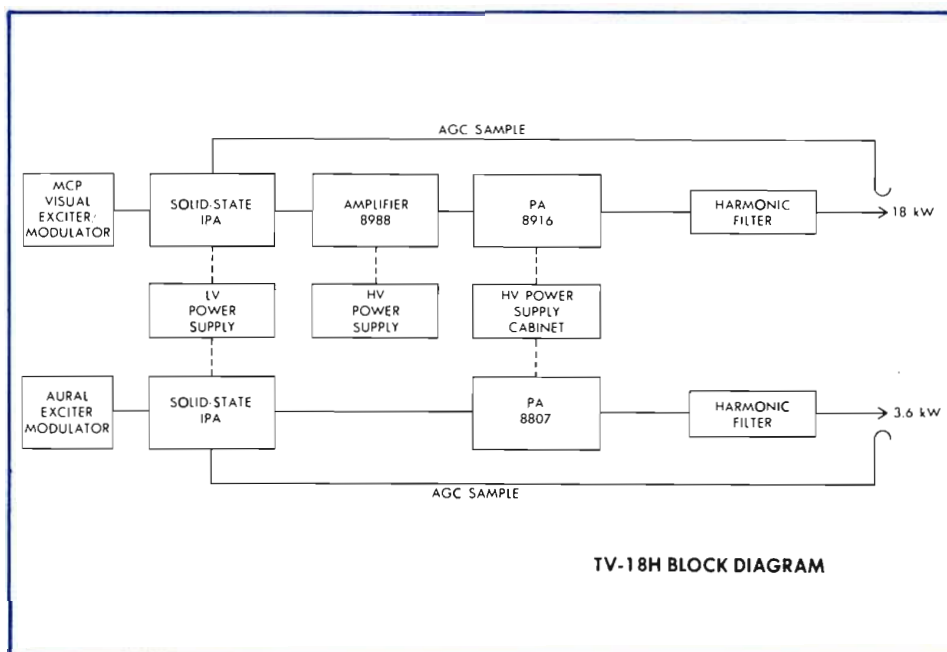 AGC SAMPLE
MCP
VISUAL
EXCITER/
MODULATOR
SOLID-STATE
IPA
AMPLIFIER
8988
PA
8916
HARMONIC
FILTER
18 kW
LV
POWER
SUPPLY
HV
POWER
SUPPLY
HV POWER
SUPPLY
CABINET
AURAL
EXCITER
MODULATOR
SOLID-STATE
IPA
PA
8807
HARMONIC
FILTER
3.6 kW
AGC SAMPLE
TV-18H BLOCK DIAGRAM